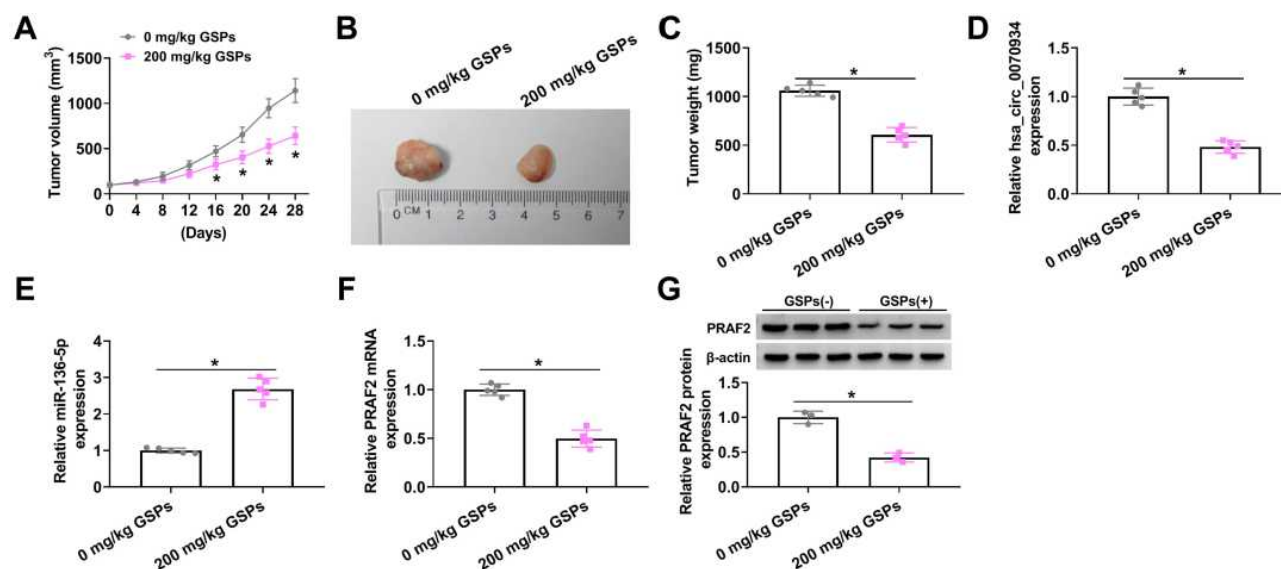 A
0 mg/kg GSPs
200 mg/kg GSPs
Tumor volume (mm³)
1500
1000
500
0
0 4 8 12 16 20 24 28
* * * *
(Days)
B
0 mg/kg GSPs
200 mg/kg GSPs
0 CM 1 2 3 4 5 6 7
C
Tumor weight (mg)
1500
1000
500
0
*
0 mg/kg GSPs
200 mg/kg GSPs
D
Relative hsa_circ_0070934
expression
1.5
1.0
0.5
0.0
*
0 mg/kg GSPs
200 mg/kg GSPs
E
Relative miR-136-5p
expression
4
3
2
1
0
*
0 mg/kg GSPs
200 mg/kg GSPs
F
Relative PRAF2 mRNA
expression
1.5
1.0
0.5
0.0
*
0 mg/kg GSPs
200 mg/kg GSPs
G
GSPs(-) GSPs(+)
PRAF2
β-actin
Relative PRAF2 protein
expression
1.5
1.0
0.5
0.0
*
0 mg/kg GSPs
200 mg/kg GSPs